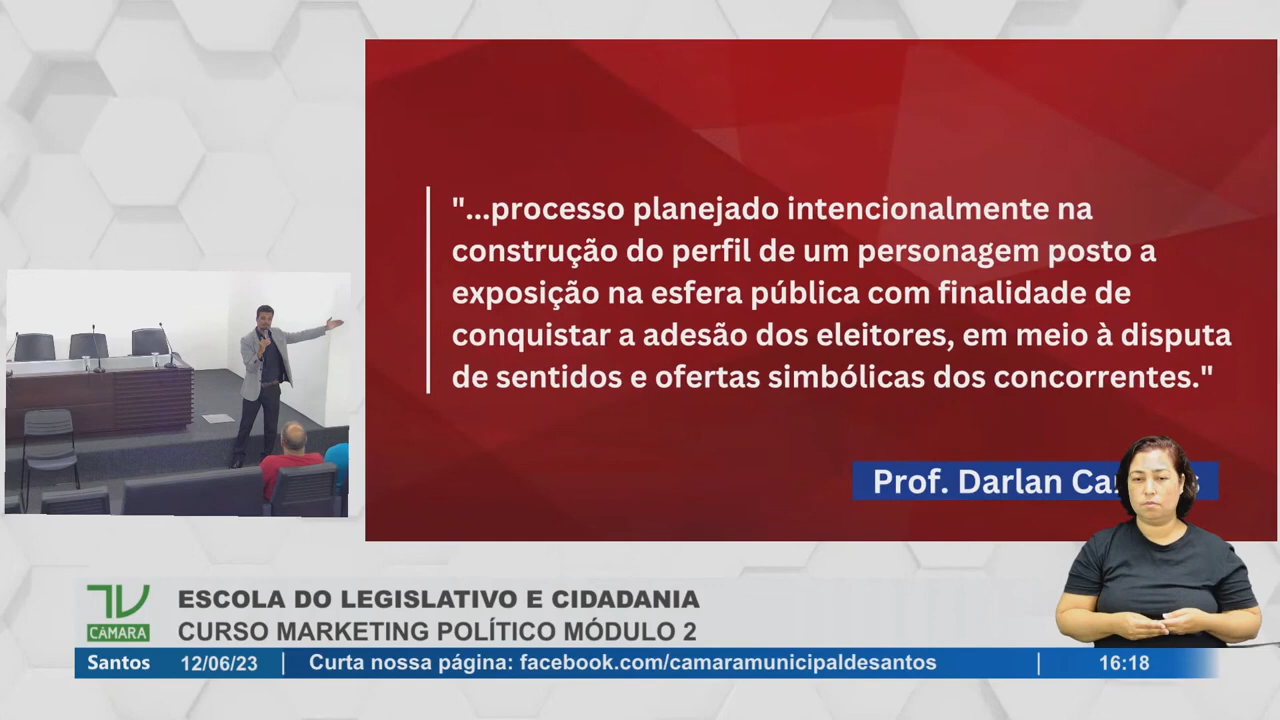 "...processo planejado intencionalmente na
construção do perfil de um personagem posto a
exposição na esfera pública com finalidade de
conquistar a adesão dos eleitores, em meio à disputa
de sentidos e ofertas simbólicas dos concorrentes."
Prof. Darlan
TV
CÂMARA
ESCOLA DO LEGISLATIVO E CIDADANIA
CURSO MARKETING POLÍTICO MÓDULO 2
Santos 12/06/23 | Curta nossa página: facebook.com/camaramunicipaldesantos | 16:18